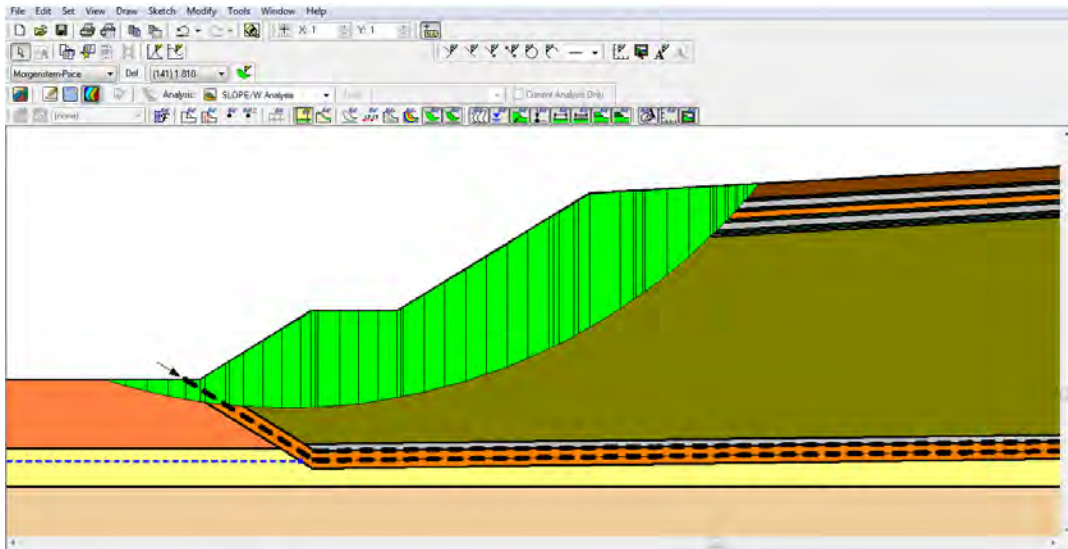 File Edit Set View Draw Sketch Modify Tools Window Help
X: 1 Y: 1
Morgenstern-Price Del (141) 1.810
Analysis: SLOPE/W Analysis Current Analysis Only
(none)